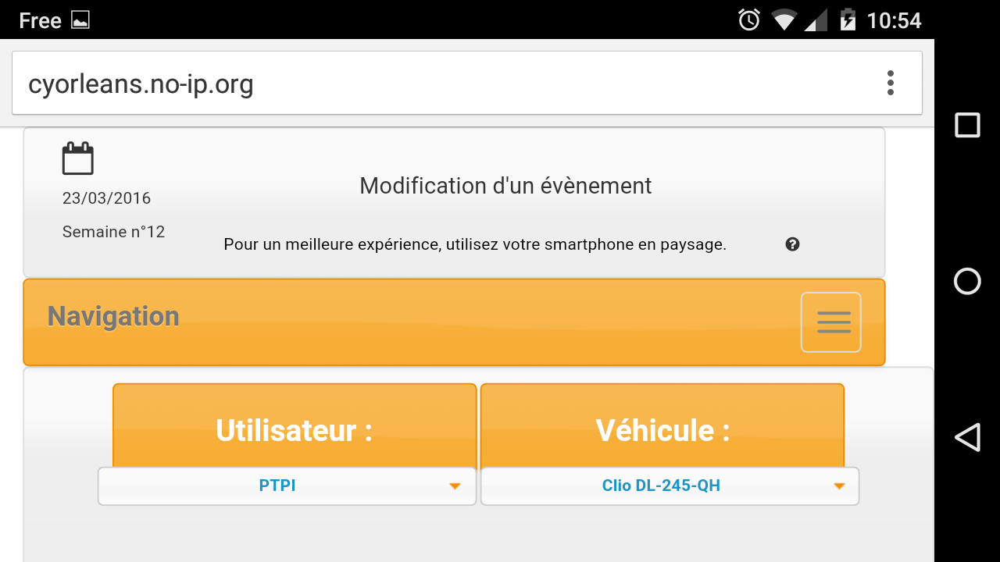 Free 10:54
cyorleans.no-ip.org
23/03/2016
Semaine n°12
Modification d'un évènement
Pour un meilleure expérience, utilisez votre smartphone en paysage.
Navigation
Utilisateur : Véhicule :
PTPI Clio DL-245-QH